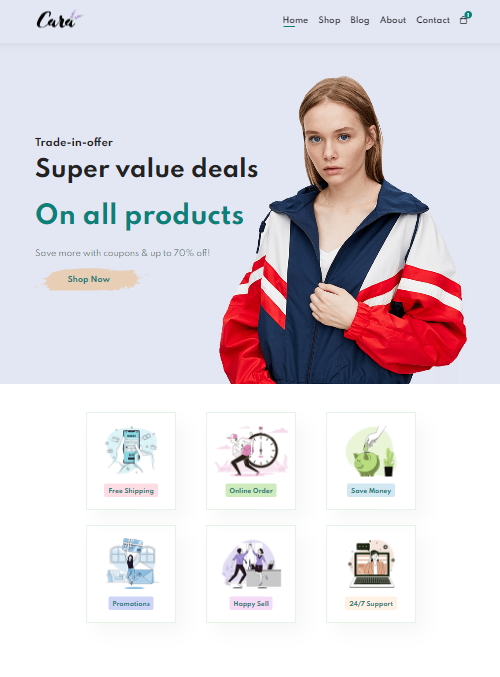 Cara
Home Shop Blog About Contact 1
Trade-in-offer
Super value deals
On all products
Save more with coupons & up to 70% off!
Shop Now
Free Shipping Online Order Save Money
Promotions Happy Sell 24/7 Support